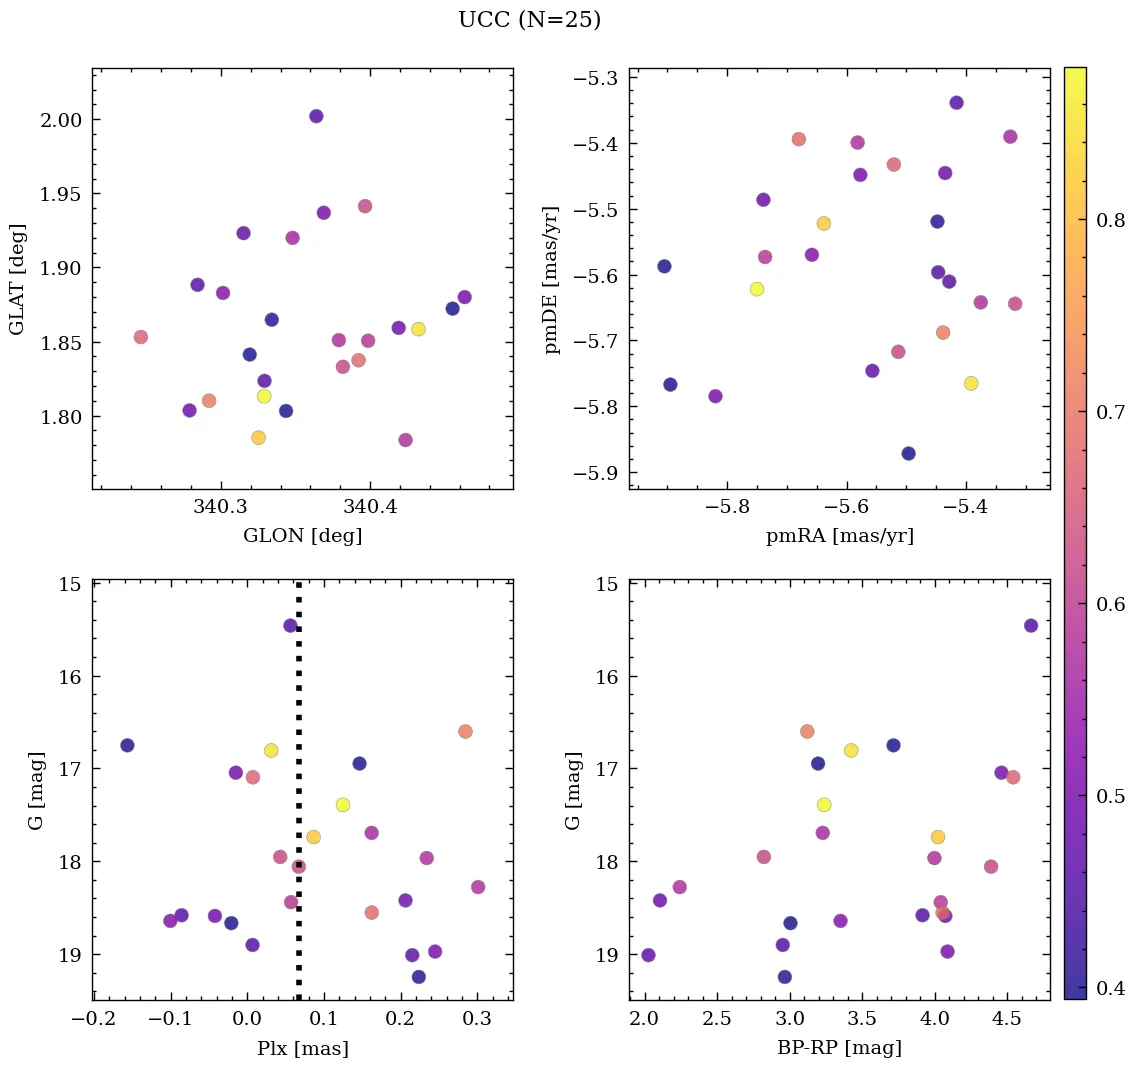 UCC (N=25)
2.00
1.95
1.90
1.85
1.80
GLAT [deg]
340.3 340.4
GLON [deg]
−5.3
−5.4
−5.5
−5.6
−5.7
−5.8
−5.9
pmDE [mas/yr]
−5.8 −5.6 −5.4
pmRA [mas/yr]
15
16
17
18
19
G [mag]
−0.2 −0.1 0.0 0.1 0.2 0.3
Plx [mas]
15
16
17
18
19
G [mag]
2.0 2.5 3.0 3.5 4.0 4.5
BP-RP [mag]
0.8
0.7
0.6
0.5
0.4